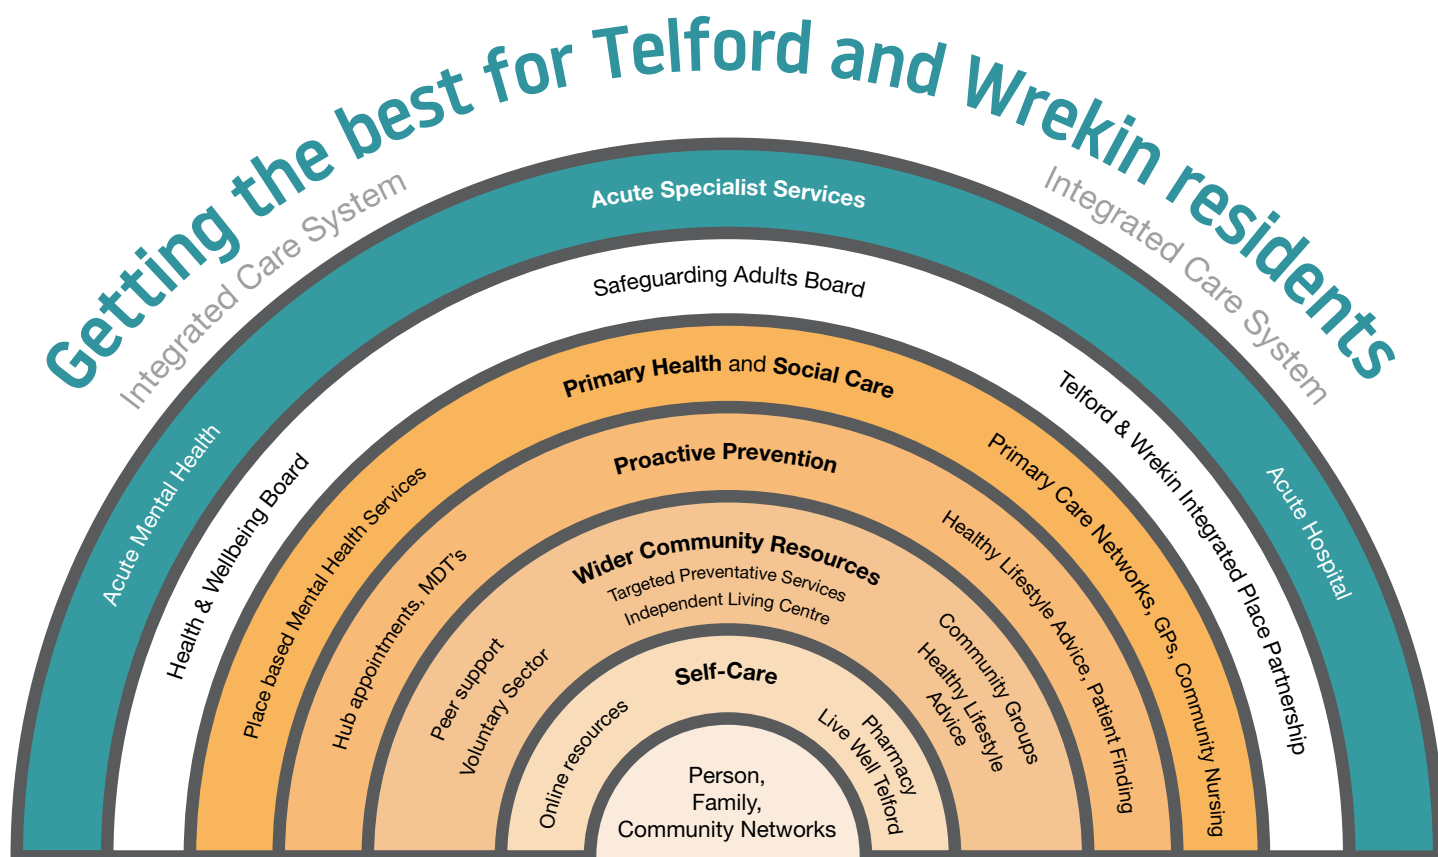 Getting the best for Telford and Wrekin residents
Integrated Care System
Integrated Care System
Acute Specialist Services
Acute Mental Health
Acute Hospital
Safeguarding Adults Board
Health & Wellbeing Board
Telford & Wrekin Integrated Place Partnership
Primary Health and Social Care
Place based Mental Health Services
Primary Care Networks, GPs, Community Nursing
Proactive Prevention
Hub appointments, MDT's
Healthy Lifestyle Advice, Patient Finding
Wider Community Resources
Targeted Preventative Services
Independent Living Centre
Peer support
Voluntary Sector
Community Groups
Healthy Lifestyle
Advice
Self-Care
Online resources
Pharmacy
Live Well Telford
Person,
Family,
Community Networks